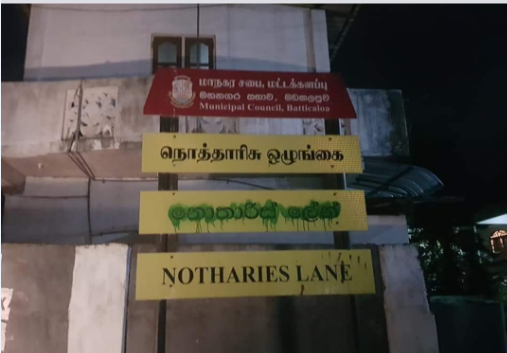 மாநகர சபை, மட்டக்களப்பு
මහනගර සභාව, මඩකලපුව
Municipal Council, Batticaloa
நொத்தாரிசு ஒழுங்கை
NOTHARIES LANE